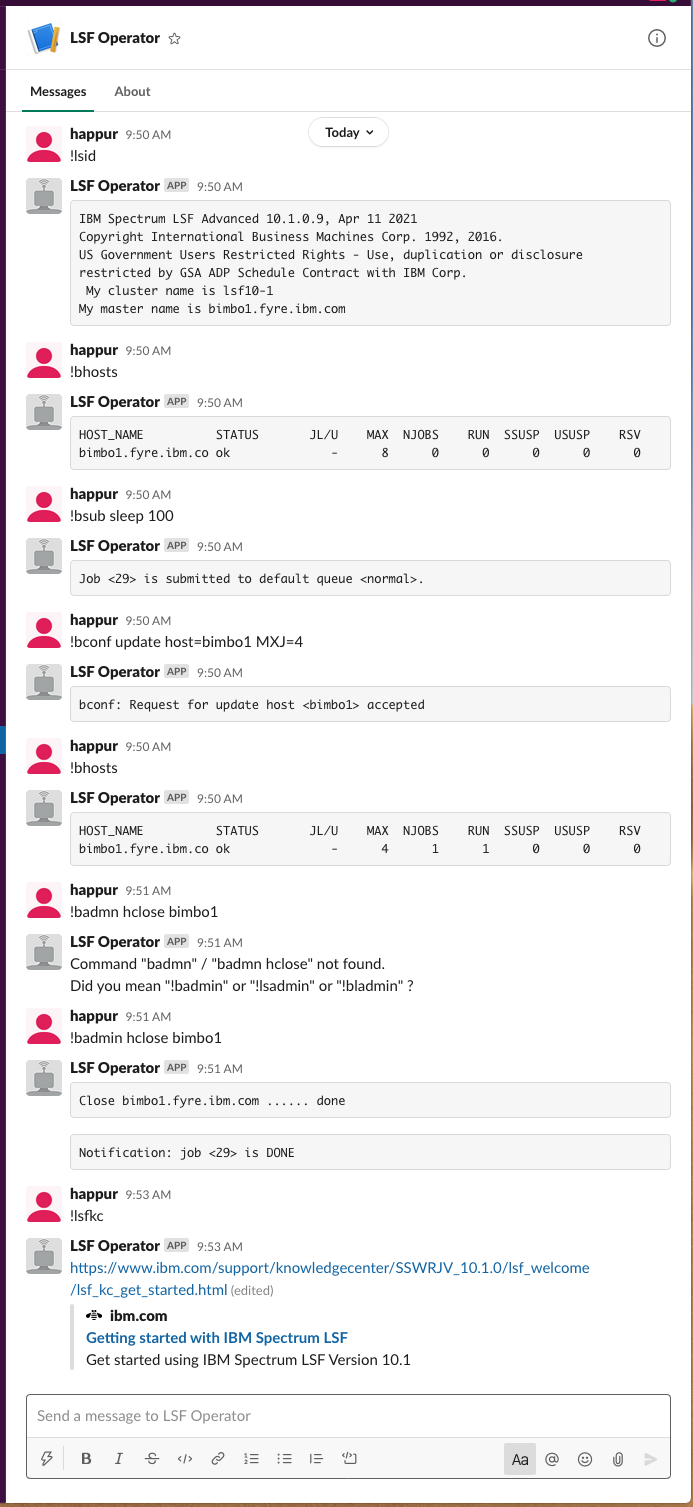 LSF Operator
Messages About
Today
happur 9:50 AM
!lsid
LSF Operator APP 9:50 AM
IBM Spectrum LSF Advanced 10.1.0.9, Apr 11 2021
Copyright International Business Machines Corp. 1992, 2016.
US Government Users Restricted Rights - Use, duplication or disclosure
restricted by GSA ADP Schedule Contract with IBM Corp.
My cluster name is lsf10-1
My master name is bimbo1.fyre.ibm.com
happur 9:50 AM
!bhosts
LSF Operator APP 9:50 AM
HOST_NAME STATUS JL/U MAX NJOBS RUN SSUSP USUSP RSV
bimbo1.fyre.ibm.co ok - 8 0 0 0 0 0
happur 9:50 AM
!bsub sleep 100
LSF Operator APP 9:50 AM
Job <29> is submitted to default queue <normal>.
happur 9:50 AM
!bconf update host=bimbo1 MXJ=4
LSF Operator APP 9:50 AM
bconf: Request for update host <bimbo1> accepted
happur 9:50 AM
!bhosts
LSF Operator APP 9:50 AM
HOST_NAME STATUS JL/U MAX NJOBS RUN SSUSP USUSP RSV
bimbo1.fyre.ibm.co ok - 4 1 1 0 0 0
happur 9:51 AM
!badmn hclose bimbo1
LSF Operator APP 9:51 AM
Command "badmn" / "badmn hclose" not found.
Did you mean "!badmin" or "!lsadmin" or "!bladmin" ?
happur 9:51 AM
!badmin hclose bimbo1
LSF Operator APP 9:51 AM
Close bimbo1.fyre.ibm.com ...... done
Notification: job <29> is DONE
happur 9:53 AM
!lsfkc
LSF Operator APP 9:53 AM
https://www.ibm.com/support/knowledgecenter/SSWRJV_10.1.0/lsf_welcome
/lsf_kc_get_started.html (edited)
ibm.com
Getting started with IBM Spectrum LSF
Get started using IBM Spectrum LSF Version 10.1
Send a message to LSF Operator
B I S </> Aa @